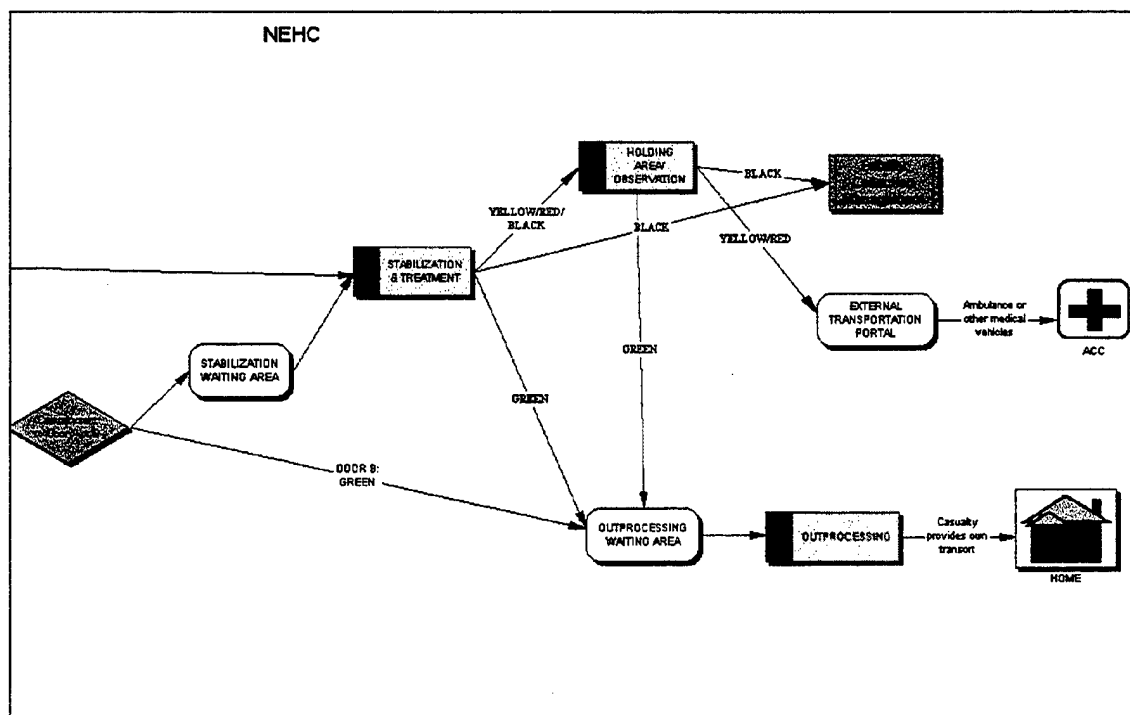 NEHC
HOLDING
AREA/
OBSERVATION
BLACK
YELLOW/RED/
BLACK
BLACK
YELLOW/RED
STABILIZATION
& TREATMENT
EXTERNAL
TRANSPORTATION
PORTAL
Ambulance or
other medical
vehicles
ACC
GREEN
STABILIZATION
WAITING AREA
GREEN
DOOR B:
GREEN
OUTPROCESSING
WAITING AREA
OUTPROCESSING
Casualty
provides own
transport
HOME